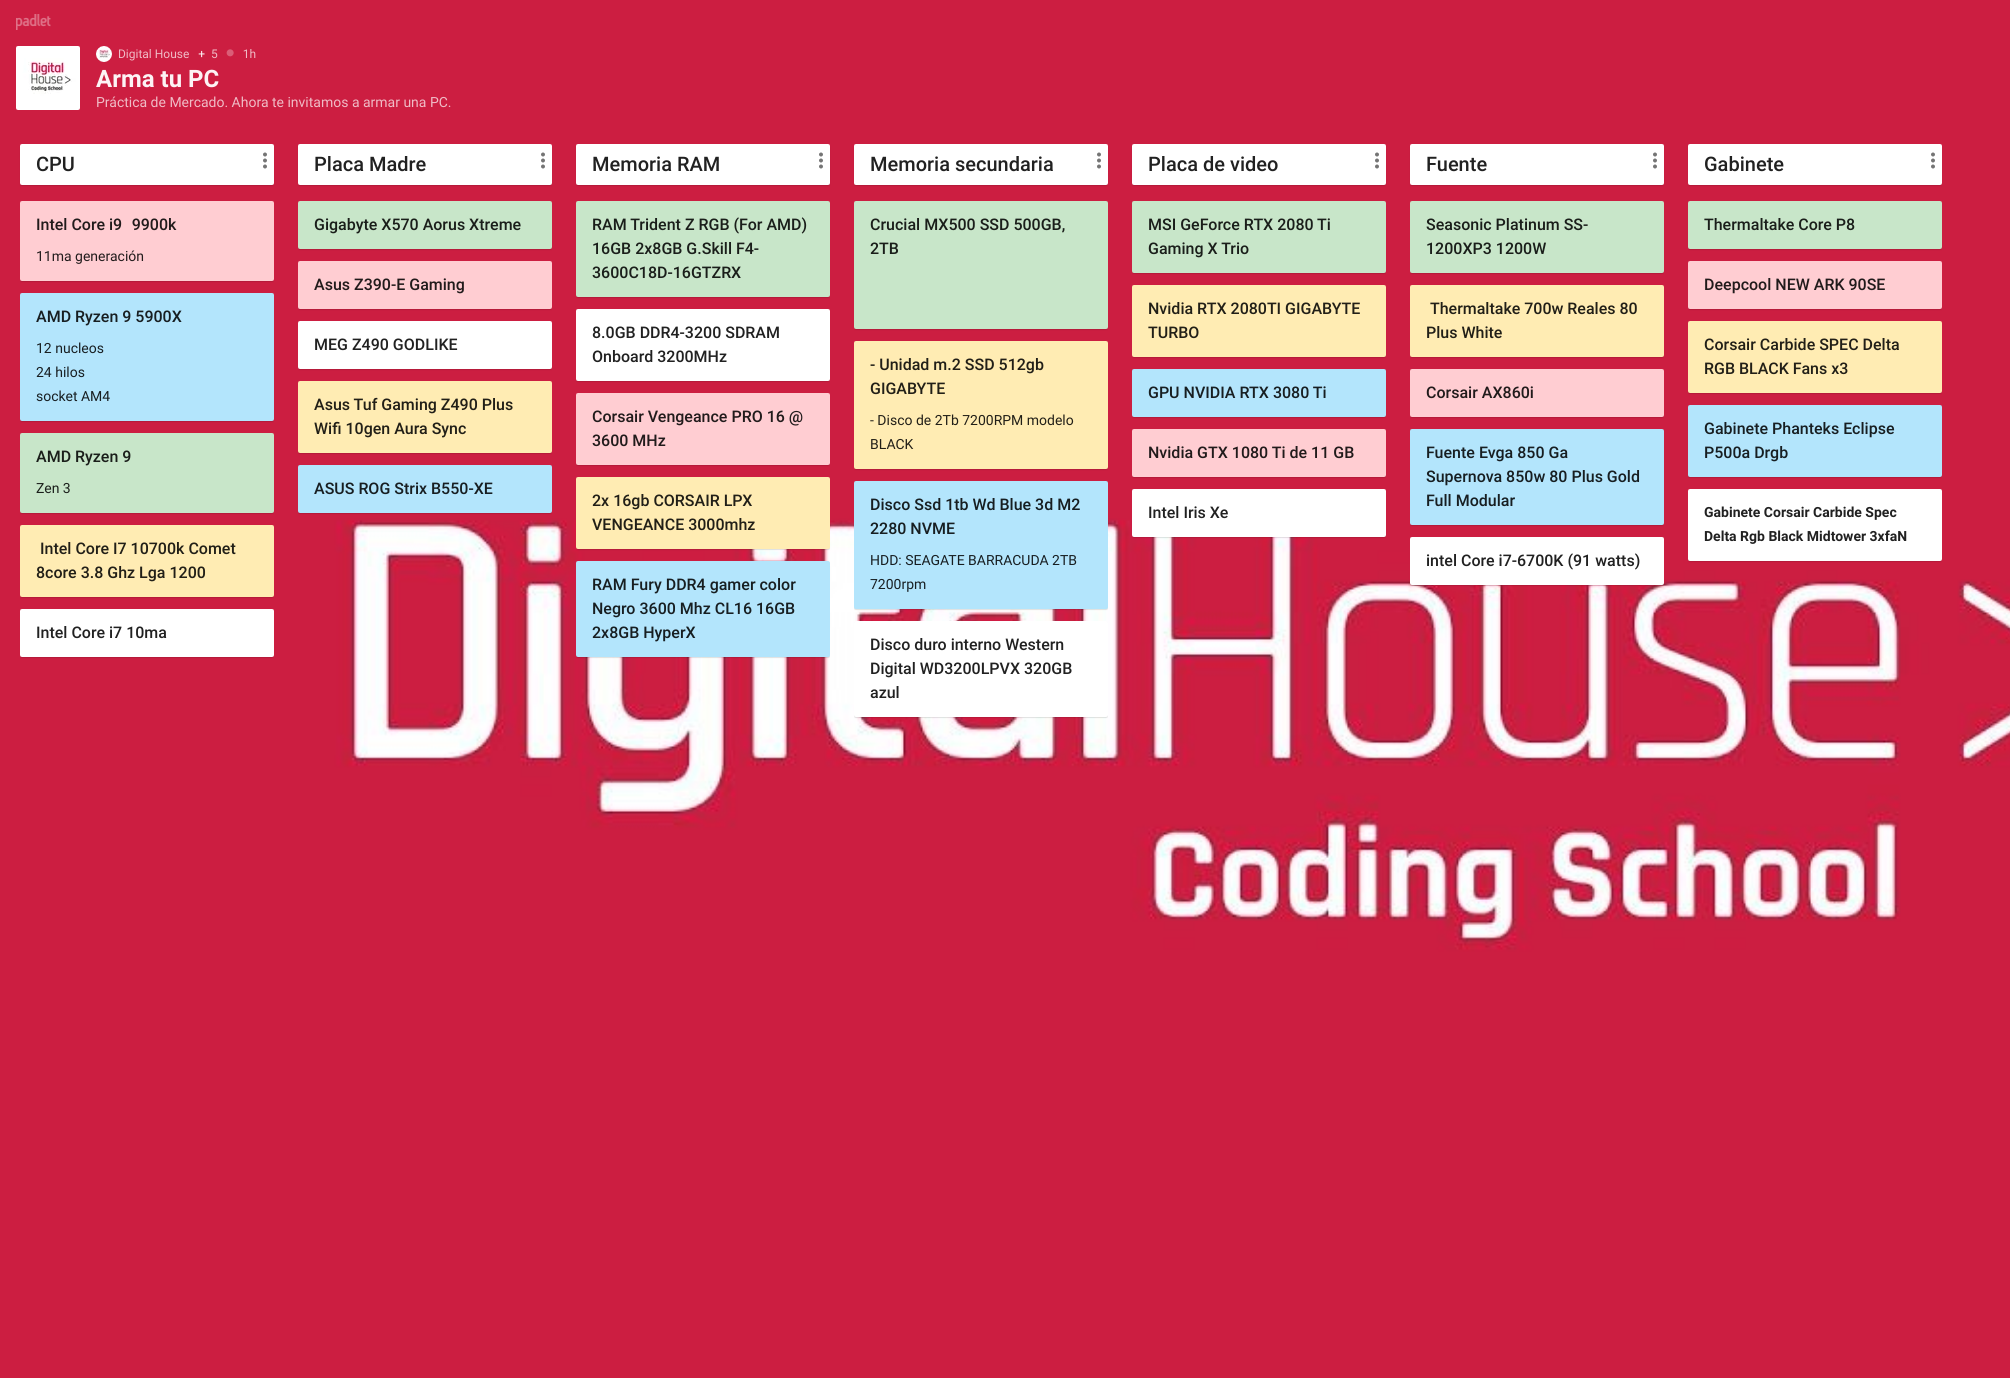 padlet
Digital
House>
Coding School
Digital House + 5 1h
Arma tu PC
Práctica de Mercado. Ahora te invitamos a armar una PC.
CPU
Intel Core i9 9900k
11ma generación
AMD Ryzen 9 5900X
12 nucleos
24 hilos
socket AM4
AMD Ryzen 9
Zen 3
Intel Core I7 10700k Comet
8core 3.8 Ghz Lga 1200
Intel Core i7 10ma
Placa Madre
Gigabyte X570 Aorus Xtreme
Asus Z390-E Gaming
MEG Z490 GODLIKE
Asus Tuf Gaming Z490 Plus
Wifi 10gen Aura Sync
ASUS ROG Strix B550-XE
Memoria RAM
RAM Trident Z RGB (For AMD)
16GB 2x8GB G.Skill F4-
3600C18D-16GTZRX
8.0GB DDR4-3200 SDRAM
Onboard 3200MHz
Corsair Vengeance PRO 16 @
3600 MHz
2x 16gb CORSAIR LPX
VENGEANCE 3000mhz
RAM Fury DDR4 gamer color
Negro 3600 Mhz CL16 16GB
2x8GB HyperX
Memoria secundaria
Crucial MX500 SSD 500GB,
2TB
- Unidad m.2 SSD 512gb
GIGABYTE
- Disco de 2Tb 7200RPM modelo
BLACK
Disco Ssd 1tb Wd Blue 3d M2
2280 NVME
HDD: SEAGATE BARRACUDA 2TB
7200rpm
Disco duro interno Western
Digital WD3200LPVX 320GB
azul
Placa de video
MSI GeForce RTX 2080 Ti
Gaming X Trio
Nvidia RTX 2080TI GIGABYTE
TURBO
GPU NVIDIA RTX 3080 Ti
Nvidia GTX 1080 Ti de 11 GB
Intel Iris Xe
Fuente
Seasonic Platinum SS-
1200XP3 1200W
Thermaltake 700w Reales 80
Plus White
Corsair AX860i
Fuente Evga 850 Ga
Supernova 850w 80 Plus Gold
Full Modular
intel Core i7-6700K (91 watts)
Gabinete
Thermaltake Core P8
Deepcool NEW ARK 90SE
Corsair Carbide SPEC Delta
RGB BLACK Fans x3
Gabinete Phanteks Eclipse
P500a Drgb
Gabinete Corsair Carbide Spec
Delta Rgb Black Midtower 3xfaN
Digital House >
Coding School